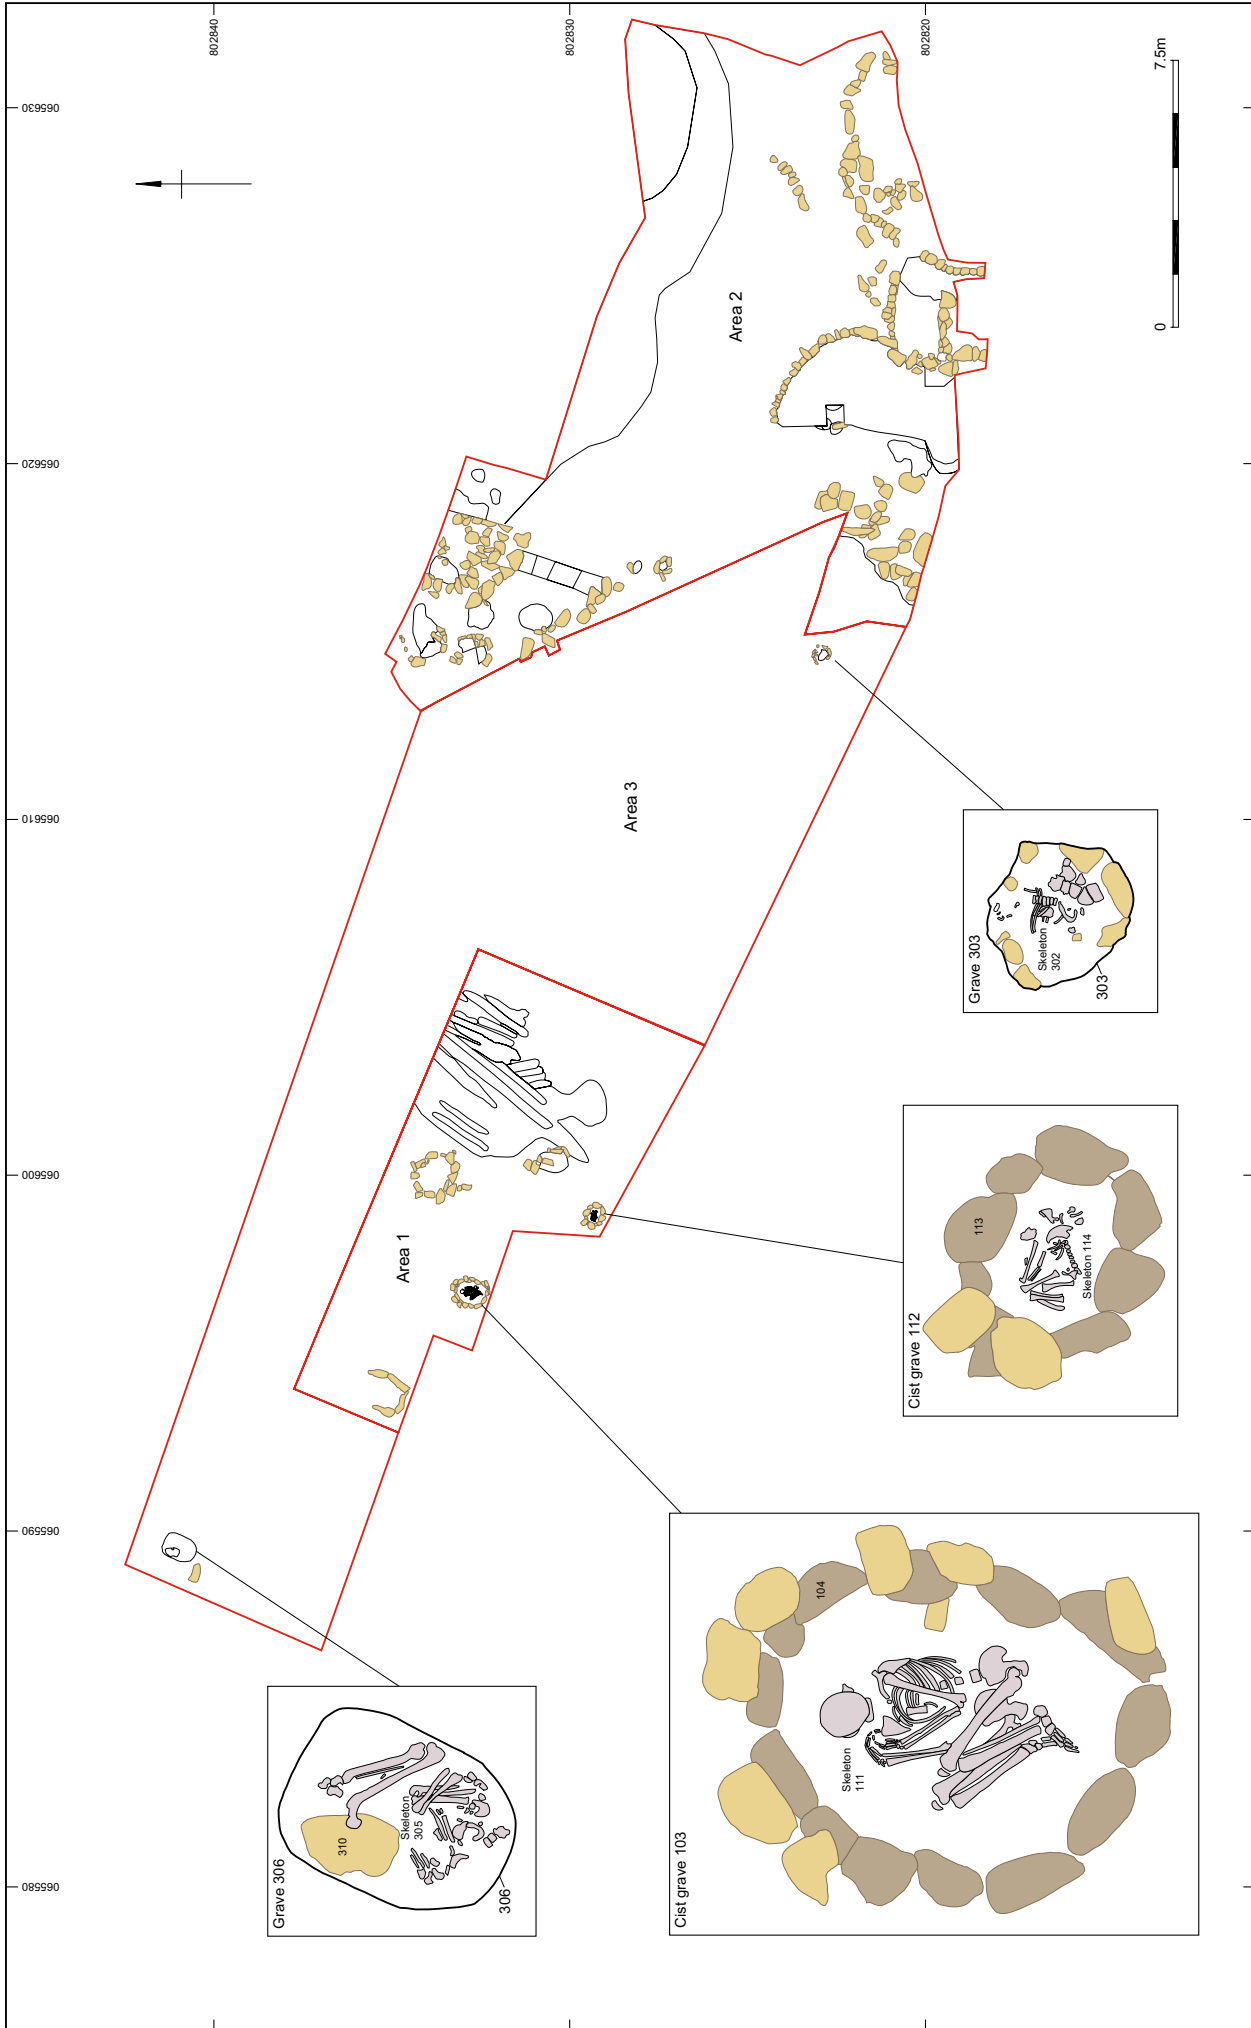 065580
065590
065600
065610
065620
065630
802840
802830
802820
Grave 306
310
Skeleton
305
306
Area 1
Area 3
Area 2
Cist grave 103
104
Skeleton
111
Cist grave 112
113
Skeleton 114
Grave 303
Skeleton
302
303
0
7.5m